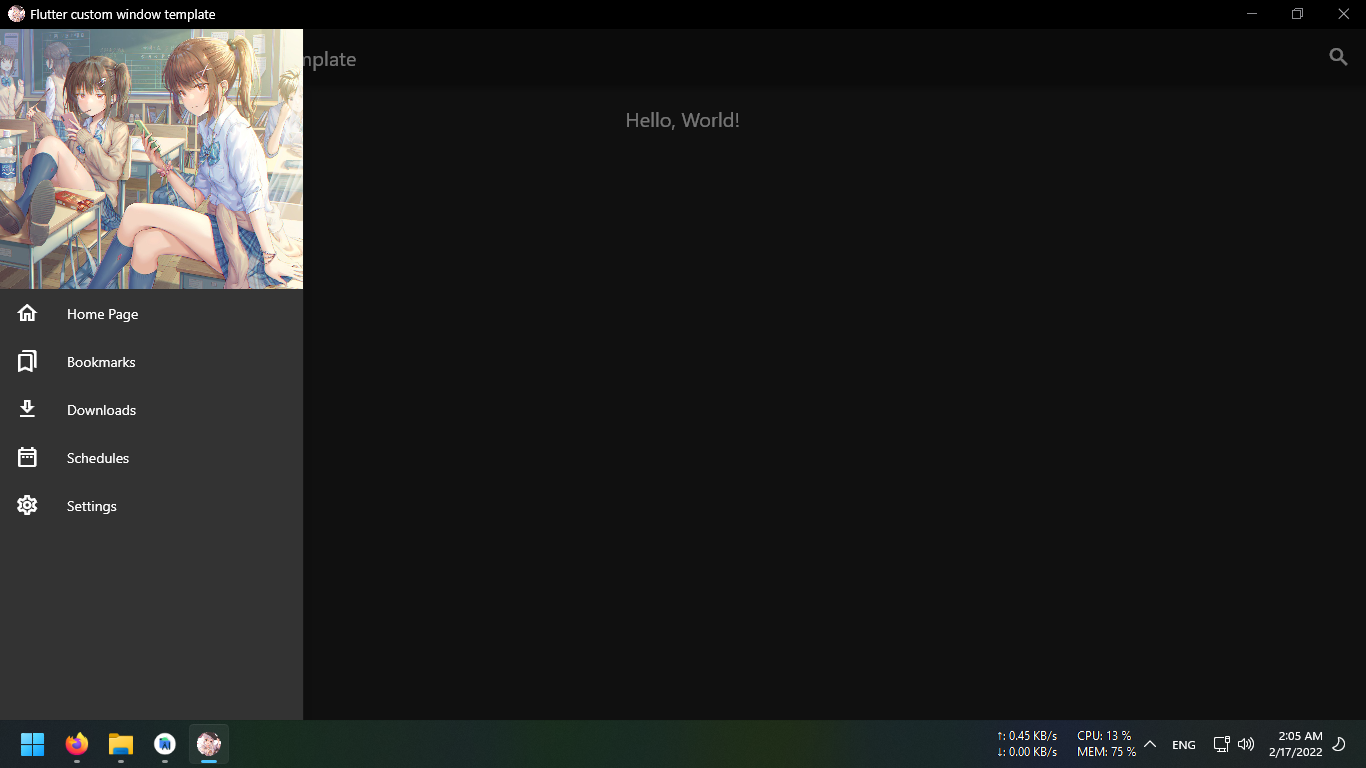 Flutter custom window template
mplate
Hello, World!
Home Page
Bookmarks
Downloads
Schedules
Settings
↑: 0.45 KB/s CPU: 13 %
↓: 0.00 KB/s MEM: 75 %
ENG
2:05 AM
2/17/2022